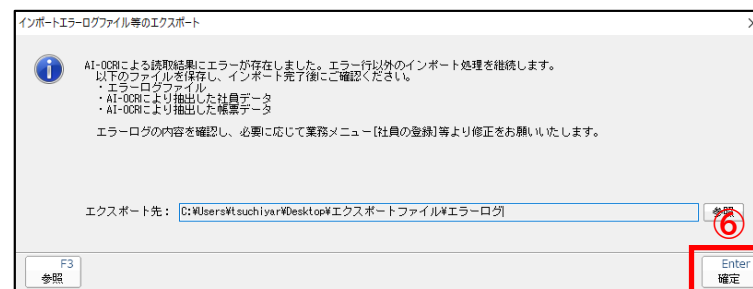 インポートエラーログファイル等のエクスポート
AI-OCRによる読取結果にエラーが存在しました。エラー行以外のインポート処理を継続します。
以下のファイルを保存し、インポート完了後にご確認ください。
・エラーログファイル
・AI-OCRにより抽出した社員データ
・AI-OCRにより抽出した帳票データ
エラーログの内容を確認し、必要に応じて業務メニュー[社員の登録]等より修正をお願いいたします。
エクスポート先： C:¥Users¥tsuchiyar¥Desktop¥エクスポートファイル¥エラーログ 参照
⑥
F3 Enter
参照 確定